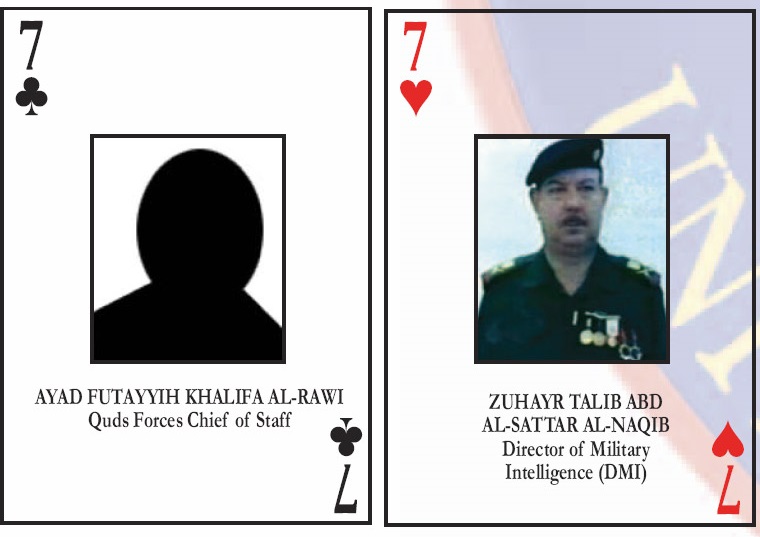 7
AYAD FUTAYYIH KHALIFA AL-RAWI
Quds Forces Chief of Staff
7
7
ZUHAYR TALIB ABD
AL-SATTAR AL-NAQIB
Director of Military
Intelligence (DMI)
7